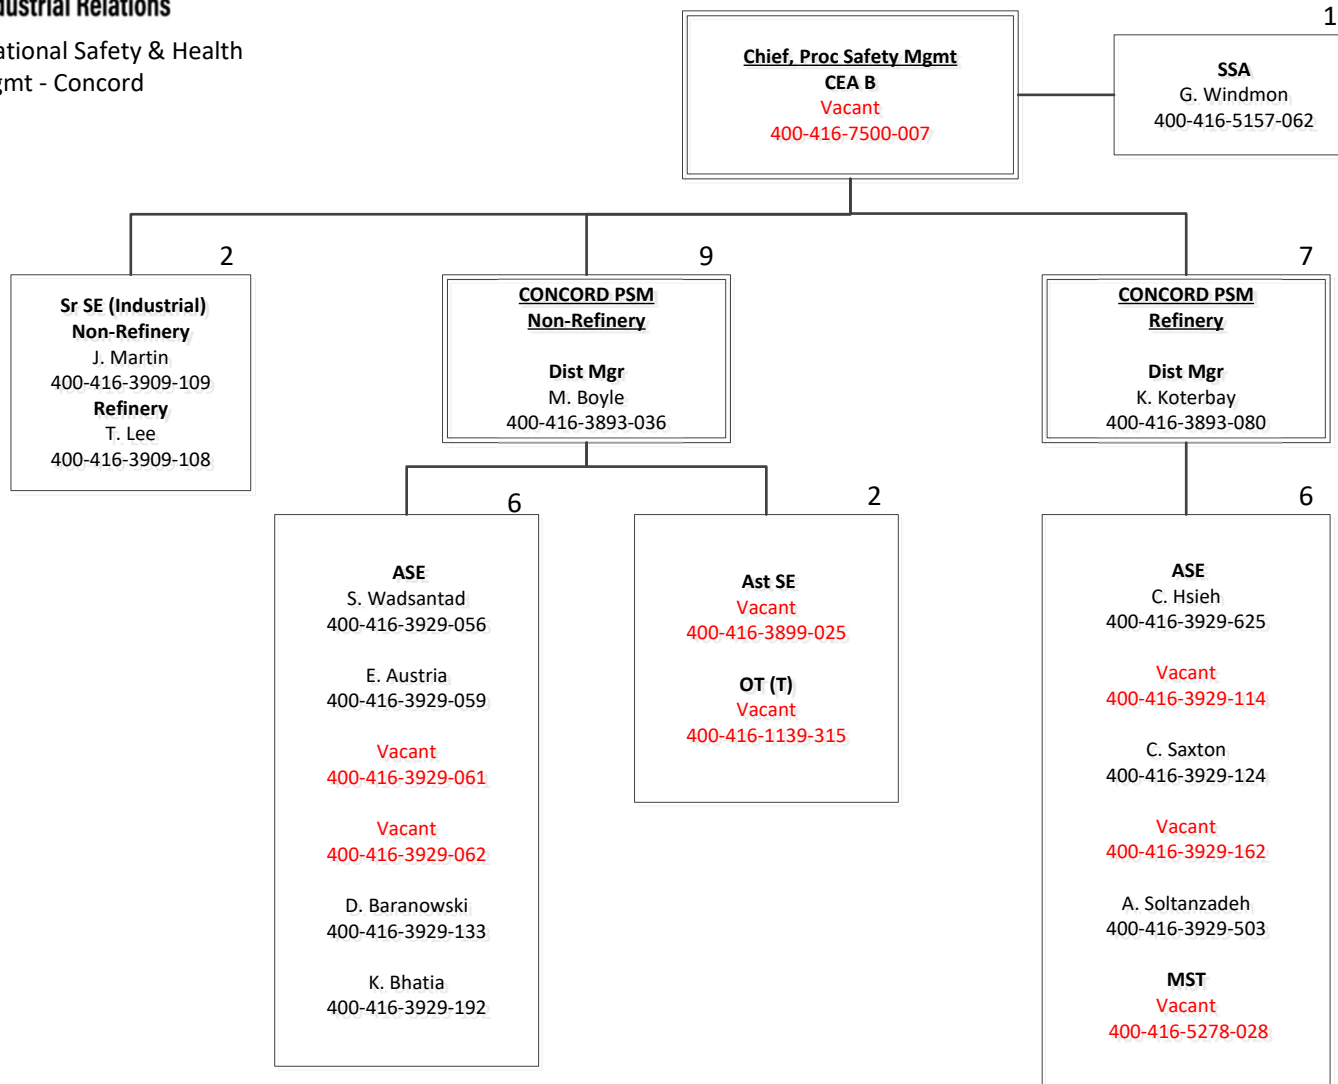 dustrial Relations
ational Safety & Health
gmt - Concord
Chief, Proc Safety Mgmt
CEA B
Vacant
400-416-7500-007
1
SSA
G. Windmon
400-416-5157-062
2
Sr SE (Industrial)
Non-Refinery
J. Martin
400-416-3909-109
Refinery
T. Lee
400-416-3909-108
9
CONCORD PSM
Non-Refinery
Dist Mgr
M. Boyle
400-416-3893-036
7
CONCORD PSM
Refinery
Dist Mgr
K. Koterbay
400-416-3893-080
6
ASE
S. Wadsantad
400-416-3929-056
E. Austria
400-416-3929-059
Vacant
400-416-3929-061
Vacant
400-416-3929-062
D. Baranowski
400-416-3929-133
K. Bhatia
400-416-3929-192
2
Ast SE
Vacant
400-416-3899-025
OT (T)
Vacant
400-416-1139-315
6
ASE
C. Hsieh
400-416-3929-625
Vacant
400-416-3929-114
C. Saxton
400-416-3929-124
Vacant
400-416-3929-162
A. Soltanzadeh
400-416-3929-503
MST
Vacant
400-416-5278-028